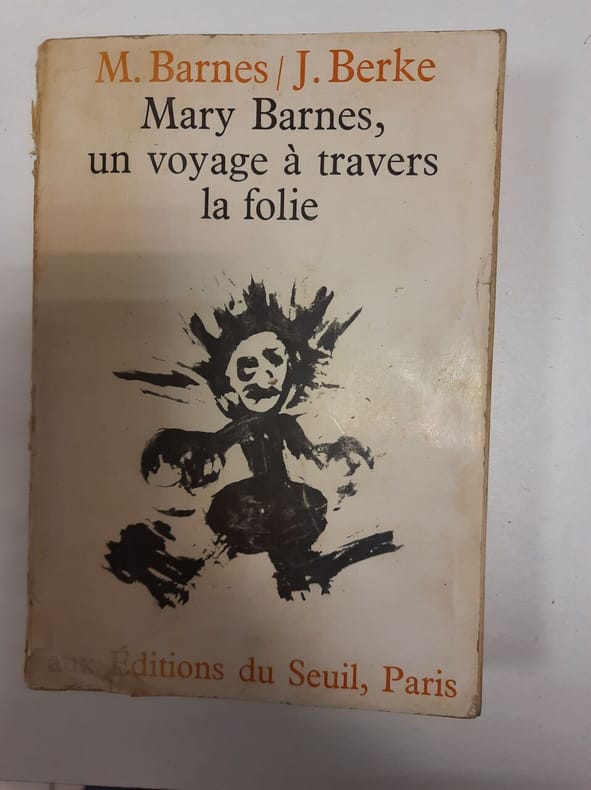 M. Barnes / J. Berke
Mary Barnes,
un voyage à travers
la folie
aux Éditions du Seuil, Paris